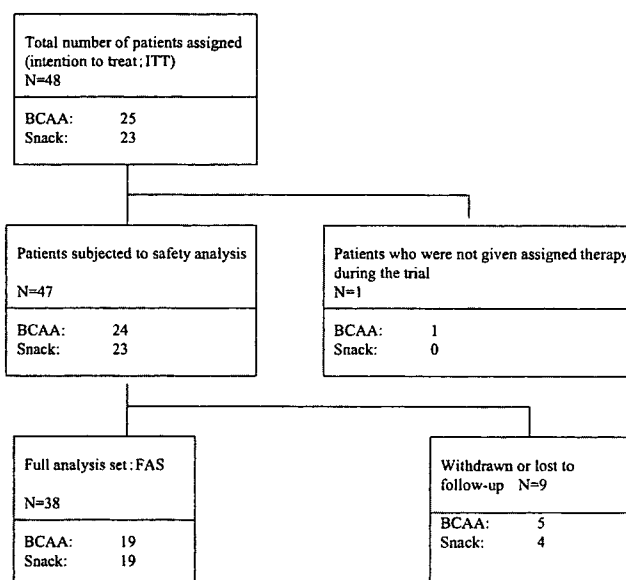 Total number of patients assigned
(intention to treat; ITT)
N=48
BCAA: 25
Snack: 23
Patients subjected to safety analysis
N=47
BCAA: 24
Snack: 23
Patients who were not given assigned therapy
during the trial
N=1
BCAA: 1
Snack: 0
Full analysis set: FAS
N=38
BCAA: 19
Snack: 19
Withdrawn or lost to
follow-up N=9
BCAA: 5
Snack: 4